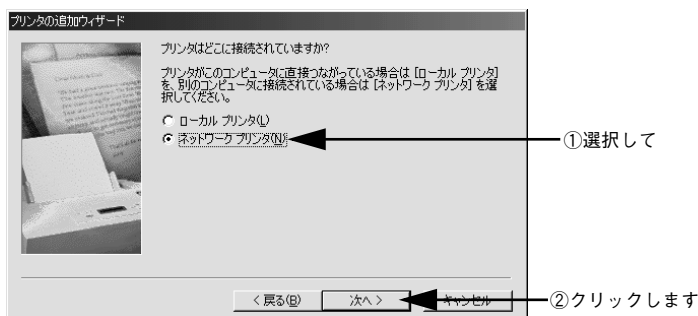 プリンタの追加ウィザード
プリンタはどこに接続されていますか?
プリンタがこのコンピュータに直接つながっている場合は [ローカル プリンタ]
を、別のコンピュータに接続されている場合は [ネットワーク プリンタ] を選
択してください。
ローカル プリンタ(L)
ネットワーク プリンタ(N)
①選択して
< 戻る(B)
次へ >
キャンセル
②クリックします